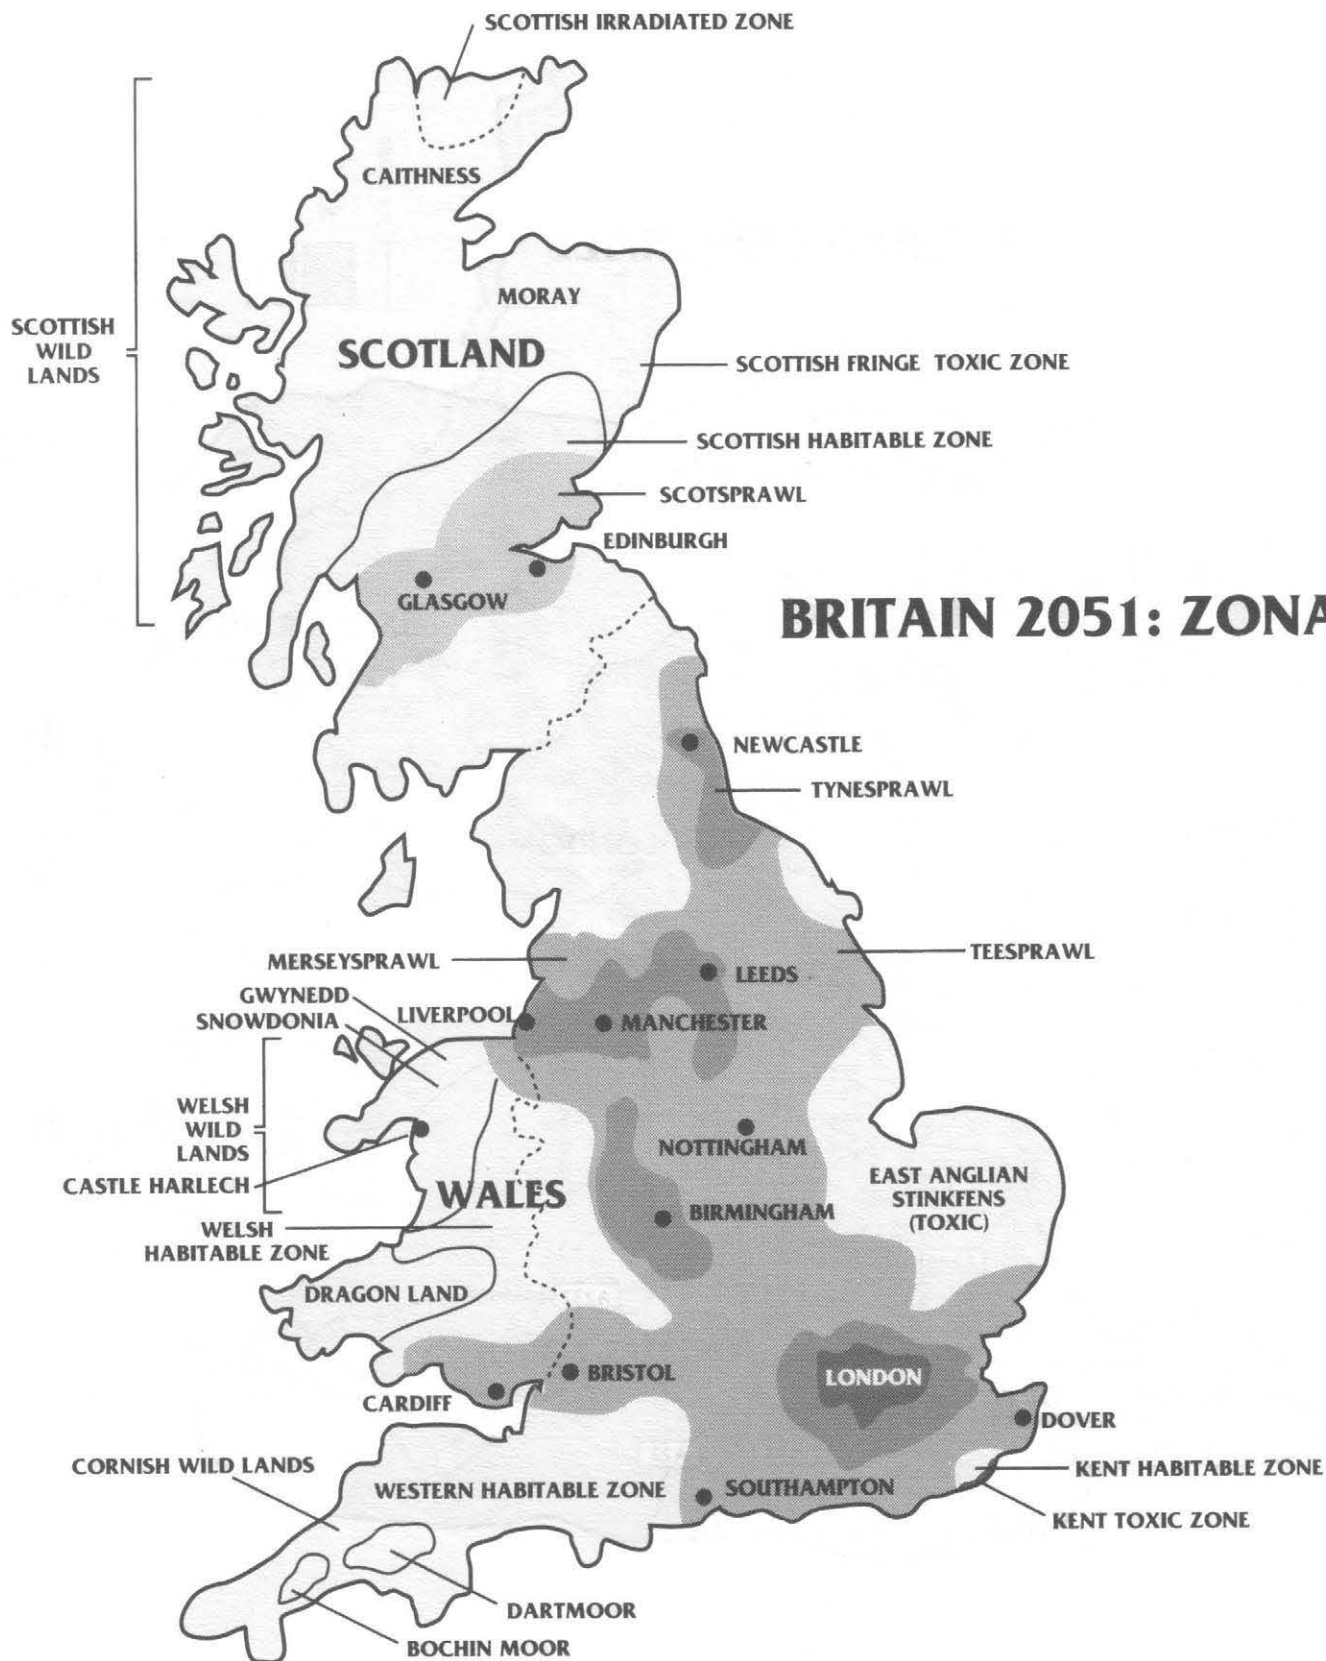 SCOTTISH IRRADIATED ZONE
CAITHNESS
MORAY
SCOTTISH
WILD
LANDS
SCOTLAND
SCOTTISH FRINGE TOXIC ZONE
SCOTTISH HABITABLE ZONE
SCOTSPRAWL
EDINBURGH
GLASGOW
BRITAIN 2051: ZONA
NEWCASTLE
TYNESPRAWL
MERSEYSPRAWL
TEESPRAWL
LEEDS
GWYNEDD
SNOWDONIA
LIVERPOOL
MANCHESTER
WELSH
WILD
LANDS
NOTTINGHAM
CASTLE HARLECH
WALES
EAST ANGLIAN
STINKFENS
(TOXIC)
BIRMINGHAM
WELSH
HABITABLE ZONE
DRAGON LAND
BRISTOL
LONDON
CARDIFF
DOVER
CORNISH WILD LANDS
WESTERN HABITABLE ZONE
SOUTHAMPTON
KENT HABITABLE ZONE
KENT TOXIC ZONE
DARTMOOR
BOCHIN MOOR